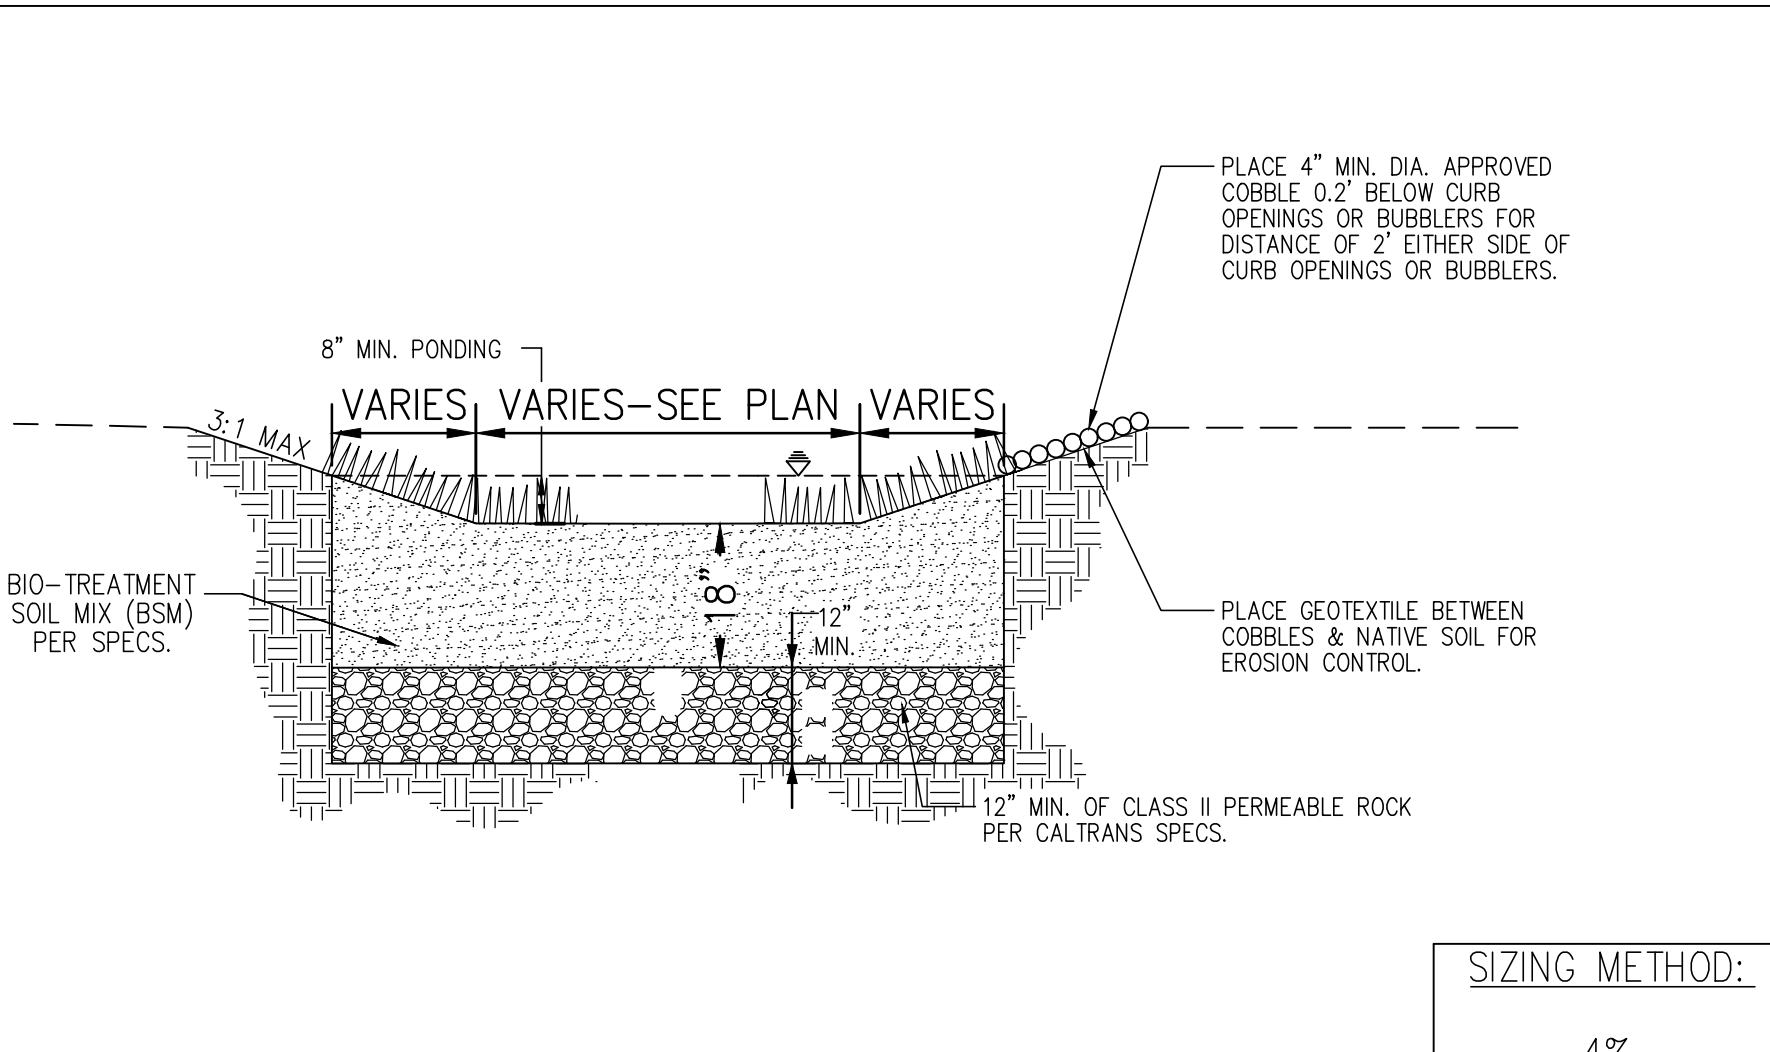 PLACE 4" MIN. DIA. APPROVED
COBBLE 0.2' BELOW CURB
OPENINGS OR BUBBLERS FOR
DISTANCE OF 2' EITHER SIDE OF
CURB OPENINGS OR BUBBLERS.
8" MIN. PONDING
VARIES
VARIES-SEE PLAN
VARIES
3:1 MAX
BIO-TREATMENT
SOIL MIX (BSM)
PER SPECS.
18"
12"
MIN.
PLACE GEOTEXTILE BETWEEN
COBBLES & NATIVE SOIL FOR
EROSION CONTROL.
12" MIN. OF CLASS II PERMEABLE ROCK
PER CALTRANS SPECS.
SIZING METHOD:
4%